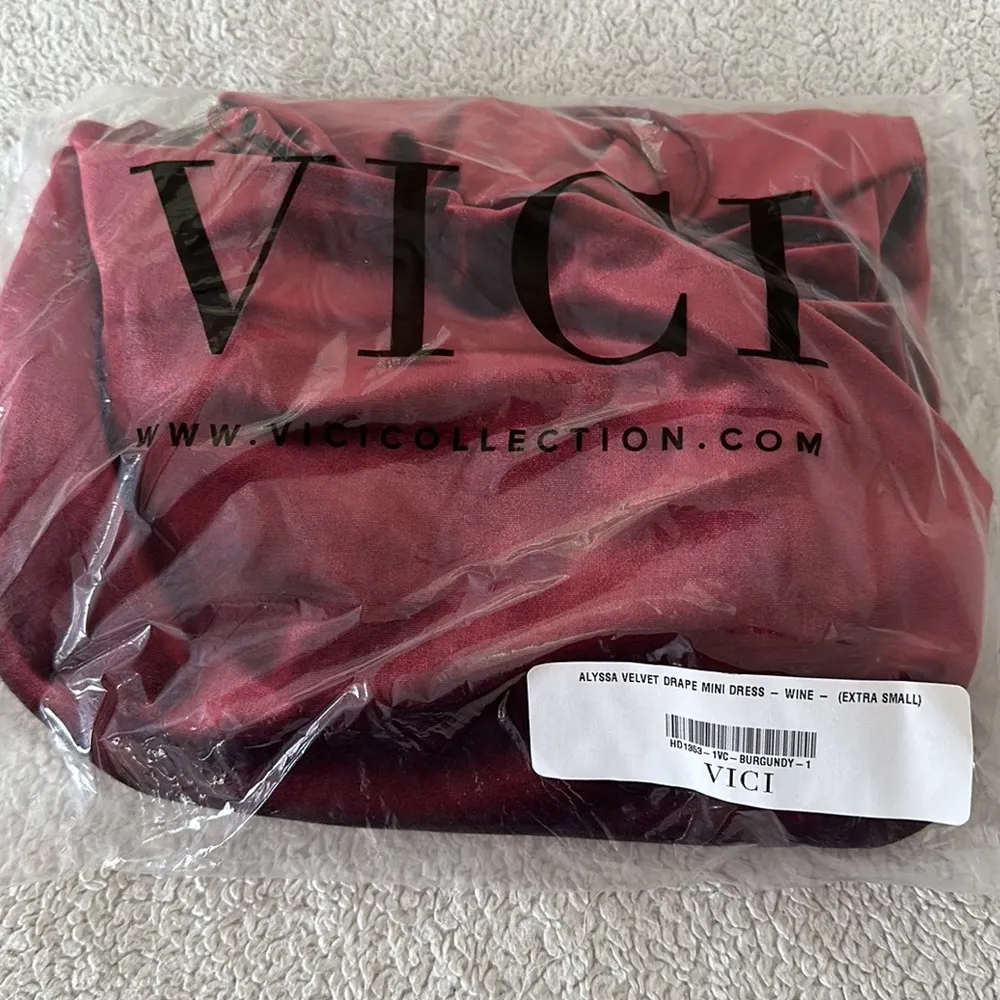 VICI
WWW.VICICOLLECTION.COM
ALYSSA VELVET DRAPE MINI DRESS - WINE - (EXTRA SMALL)
HD1353-1VC-BURGUNDY-1
VICI